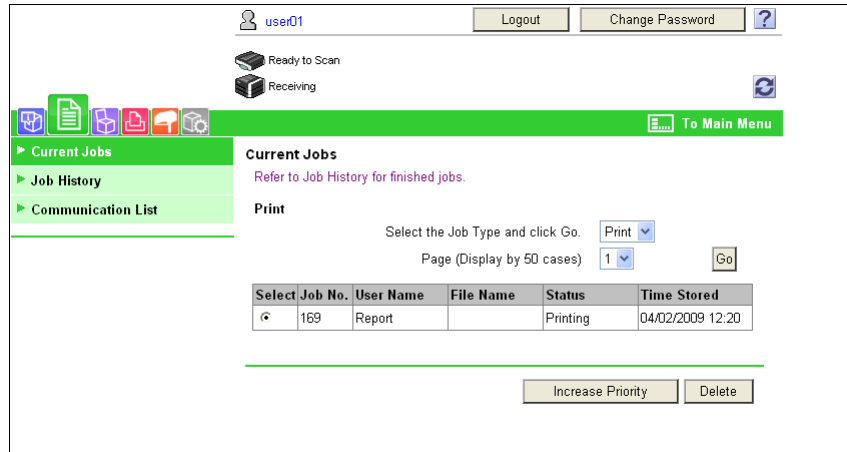 user01 Logout Change Password ?
Ready to Scan
Receiving
To Main Menu
Current Jobs
Job History
Communication List
Current Jobs
Refer to Job History for finished jobs.
Print
Select the Job Type and click Go. Print
Page (Display by 50 cases) 1 Go
Select Job No. User Name File Name Status Time Stored
169 Report Printing 04/02/2009 12:20
Increase Priority Delete